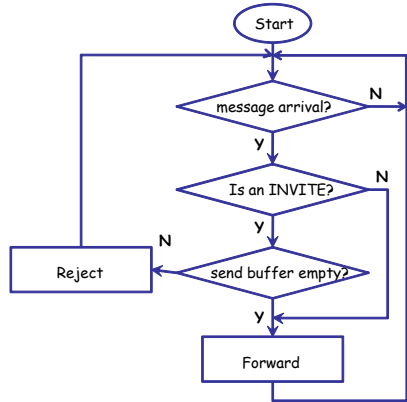 Start
message arrival?
N
Y
Is an INVITE?
N
Y
send buffer empty?
N
Reject
Y
Forward